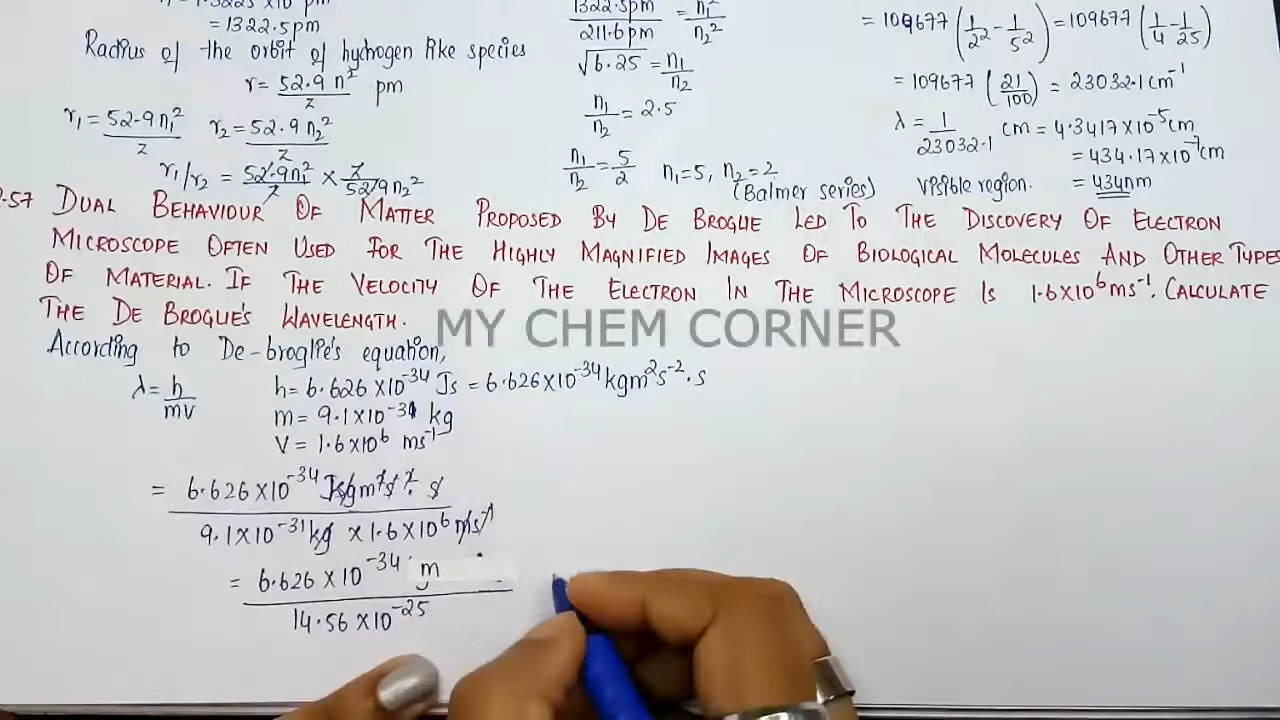 = 1322.5pm
Radius of the orbit of hydrogen like species
r = 52.9 n² / z pm
r₁ = 52.9 n₁² / z r₂ = 52.9 n₂² / z
r₁/r₂ = 52.9 n₁² / z × z / 52.9 n₂²
1322.5pm / 211.6pm = n₁² / n₂²
√6.25 = n₁ / n₂
n₁ / n₂ = 2.5
n₁ / n₂ = 5 / 2 n₁=5, n₂=2
(Balmer series)
= 109677 (1/2² - 1/5²) = 109677 (1/4 - 1/25)
= 109677 (21/100) = 23032.1 cm⁻¹
λ = 1 / 23032.1 cm = 4.3417×10⁻⁵ cm
= 434.17×10⁻⁷ cm
visible region. = 434nm
.57 DUAL BEHAVIOUR OF MATTER PROPOSED BY DE BROGLIE LED TO THE DISCOVERY OF ELECTRON
MICROSCOPE OFTEN USED FOR THE HIGHLY MAGNIFIED IMAGES OF BIOLOGICAL MOLECULES AND OTHER TYPES
OF MATERIAL. IF THE VELOCITY OF THE ELECTRON IN THE MICROSCOPE IS 1.6×10⁶ms⁻¹. CALCULATE
THE DE BROGLIE'S WAVELENGTH.
MY CHEM CORNER
According to De-broglie's equation,
λ = h / mv h = 6.626 ×10⁻³⁴ Js = 6.626×10⁻³⁴ kgm²s⁻².s
m = 9.1×10⁻³¹ kg
V = 1.6×10⁶ ms⁻¹
= 6.626 ×10⁻³⁴ kgm²s⁻².s / 9.1×10⁻³¹ kg × 1.6×10⁶ ms⁻¹
= 6.626 ×10⁻³⁴ m / 14.56 ×10⁻²⁵